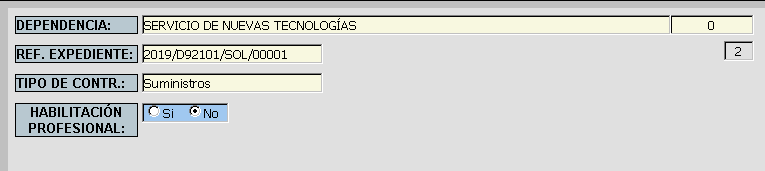 DEPENDENCIA: SERVICIO DE NUEVAS TECNOLOGÍAS 0
REF. EXPEDIENTE: 2019/D92101/SOL/00001 2
TIPO DE CONTR.: Suministros
HABILITACIÓN
PROFESIONAL: Si No